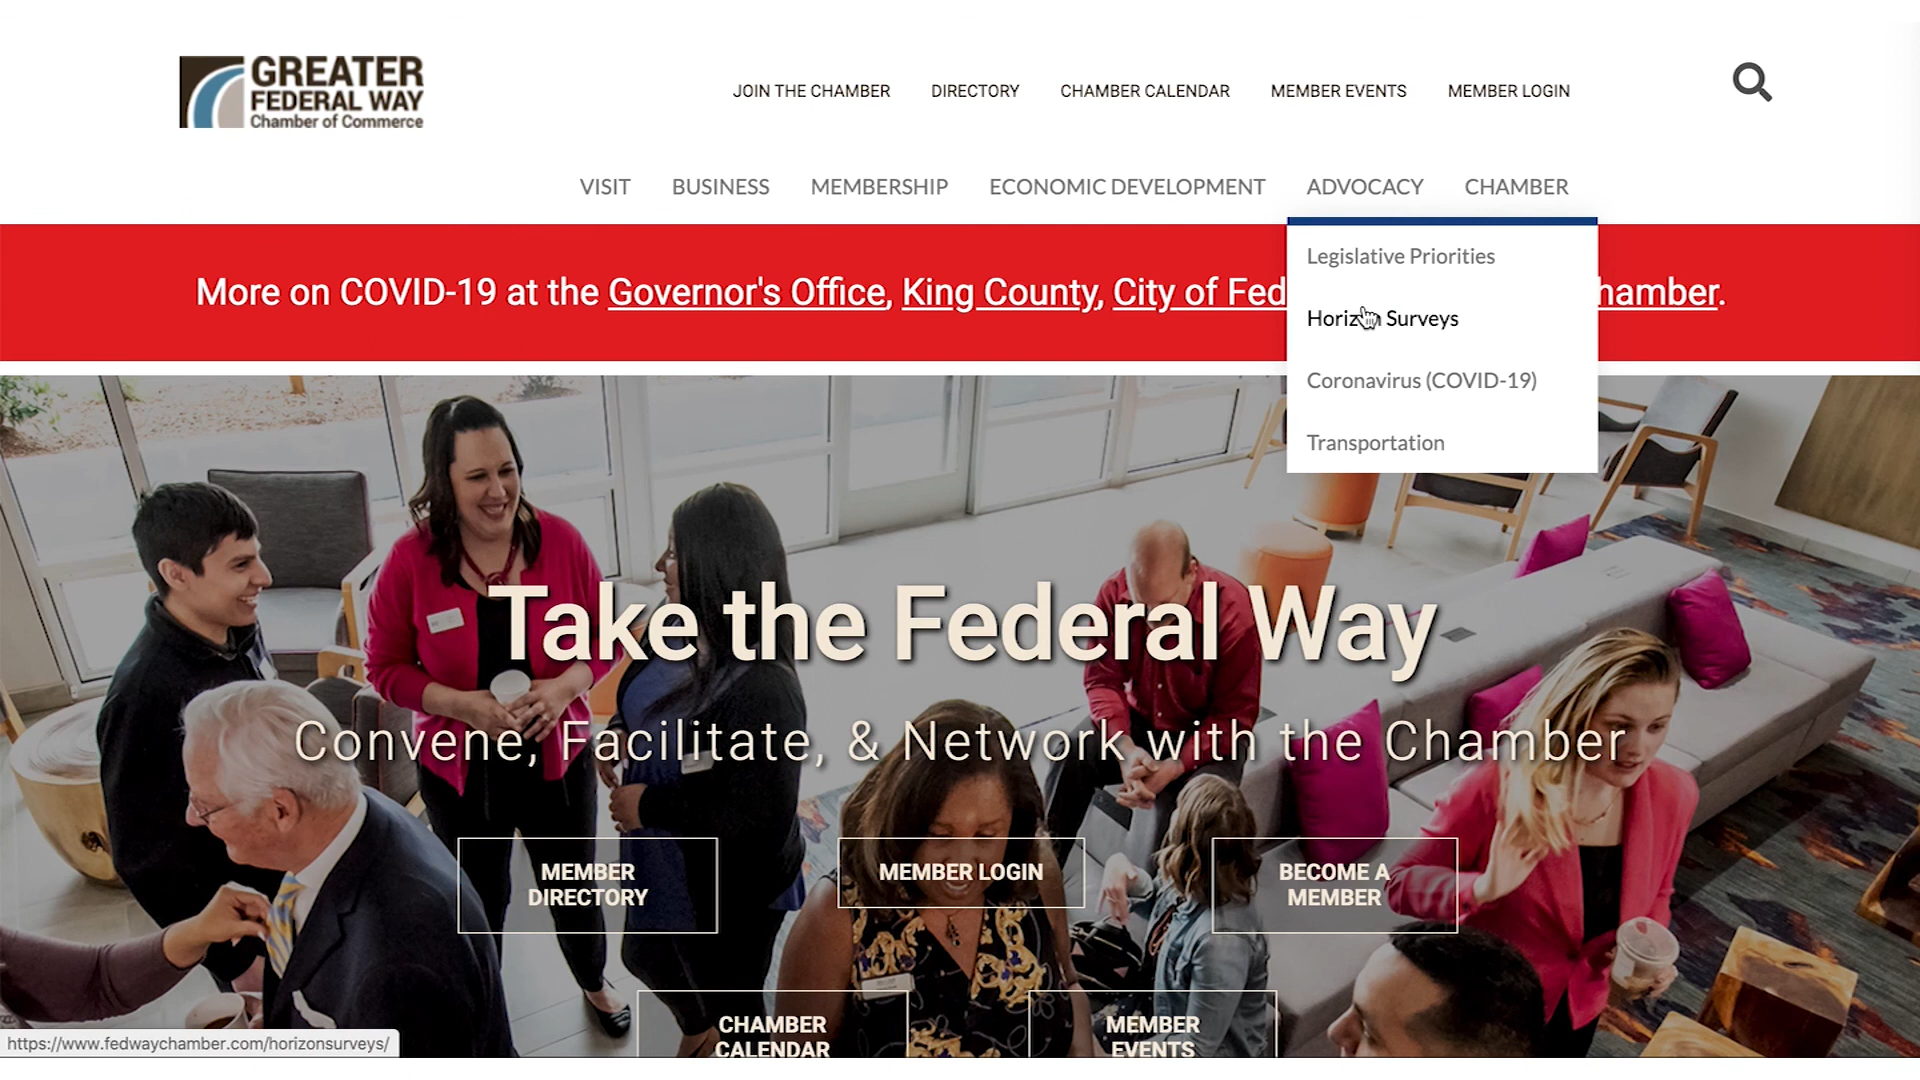 GREATER
FEDERAL WAY
Chamber of Commerce
JOIN THE CHAMBER DIRECTORY CHAMBER CALENDAR MEMBER EVENTS MEMBER LOGIN
VISIT BUSINESS MEMBERSHIP ECONOMIC DEVELOPMENT ADVOCACY CHAMBER
More on COVID-19 at the Governor's Office, King County, City of
Legislative Priorities
Horizon Surveys
Coronavirus (COVID-19)
Transportation
Take the Federal Way
Convene, Facilitate, & Network with the Chamber
MEMBER
DIRECTORY
MEMBER LOGIN
BECOME A
MEMBER
CHAMBER
CALENDAR
MEMBER
EVENTS
https://www.fedwaychamber.com/horizonsurveys/